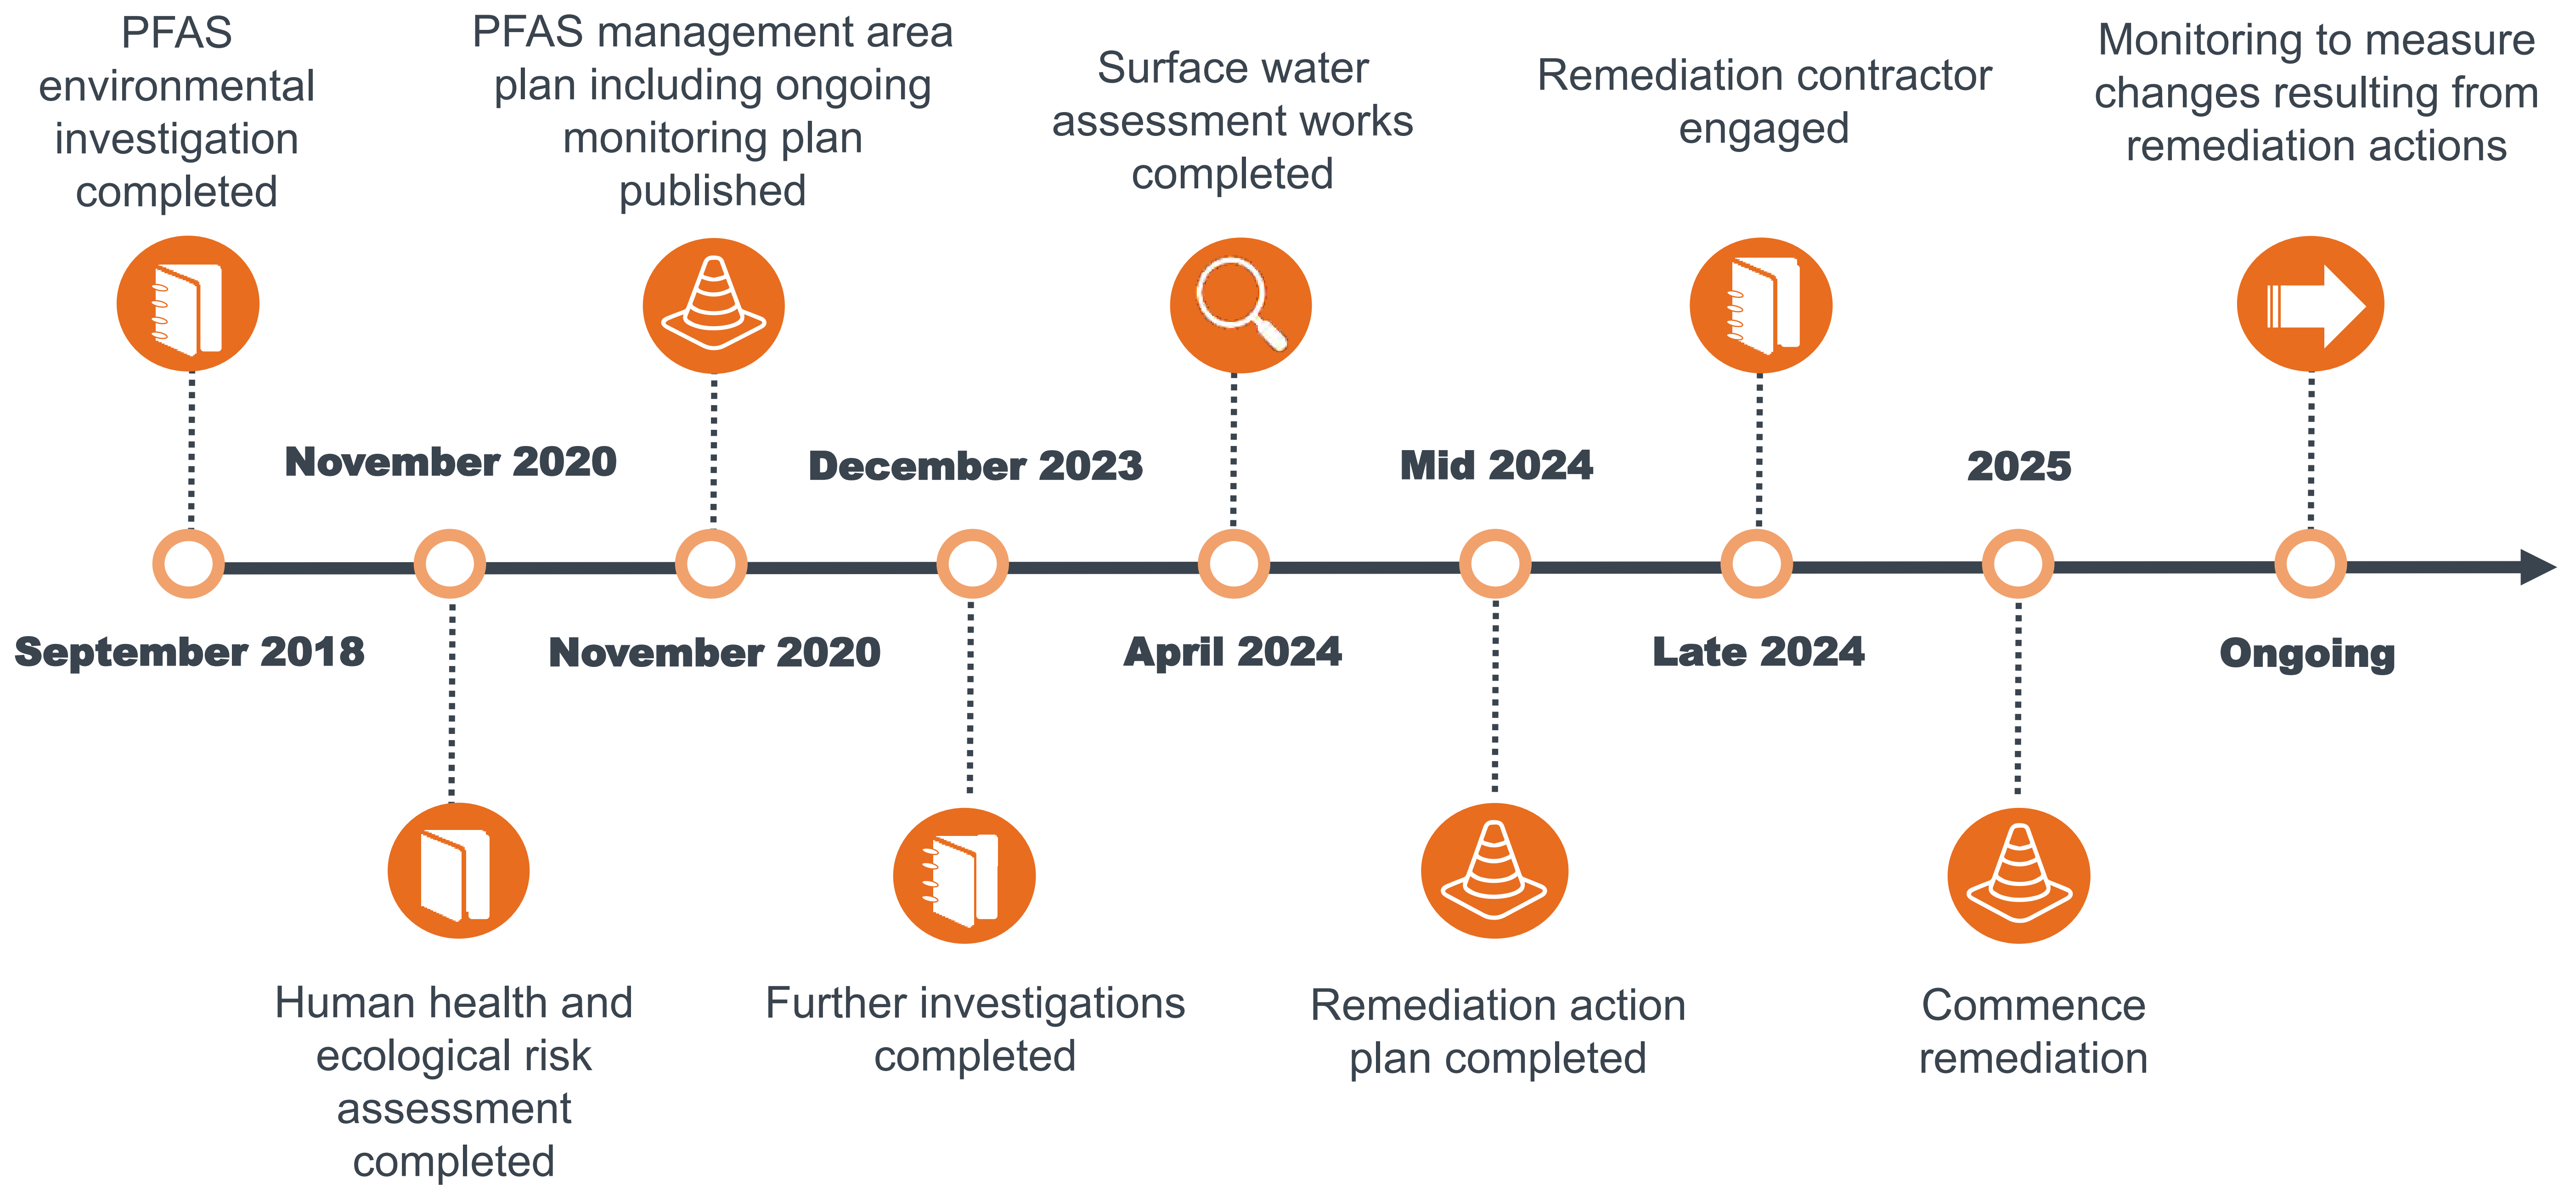 PFAS
environmental
investigation
completed
PFAS management area
plan including ongoing
monitoring plan
published
Surface water
assessment works
completed
Remediation contractor
engaged
Monitoring to measure
changes resulting from
remediation actions
November 2020
December 2023
Mid 2024
2025
September 2018
November 2020
April 2024
Late 2024
Ongoing
Human health and
ecological risk
assessment
completed
Further investigations
completed
Remediation action
plan completed
Commence
remediation